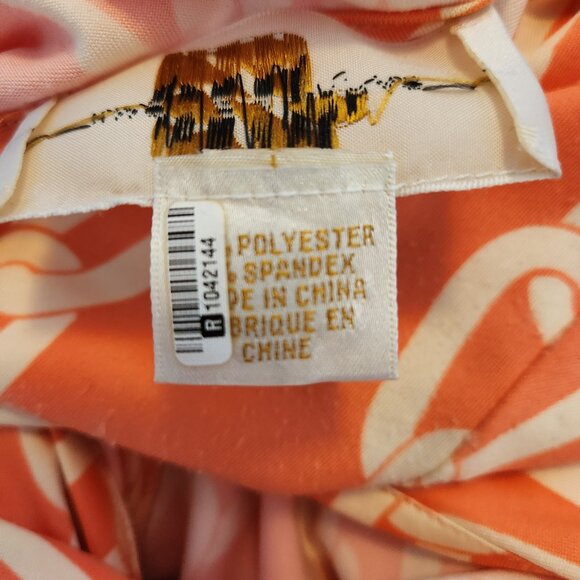 POLYESTER
SPANDEX
DE IN CHINA
BRIQUE EN
CHINE
R 1042144